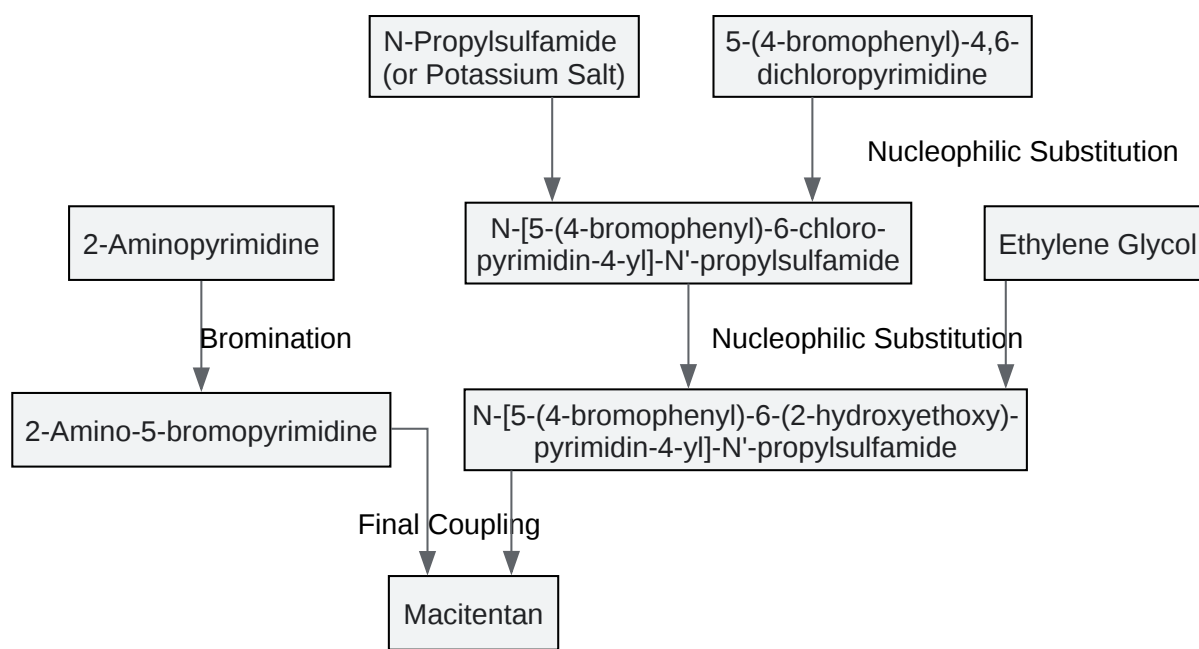 N-Propylsulfamide
(or Potassium Salt)
5-(4-bromophenyl)-4,6-
dichloropyrimidine
Nucleophilic Substitution
2-Aminopyrimidine
N-[5-(4-bromophenyl)-6-chloro-
pyrimidin-4-yl]-N'-propylsulfamide
Ethylene Glycol
Bromination
Nucleophilic Substitution
2-Amino-5-bromopyrimidine
N-[5-(4-bromophenyl)-6-(2-hydroxyethoxy)-
pyrimidin-4-yl]-N'-propylsulfamide
Final Coupling
Macitentan